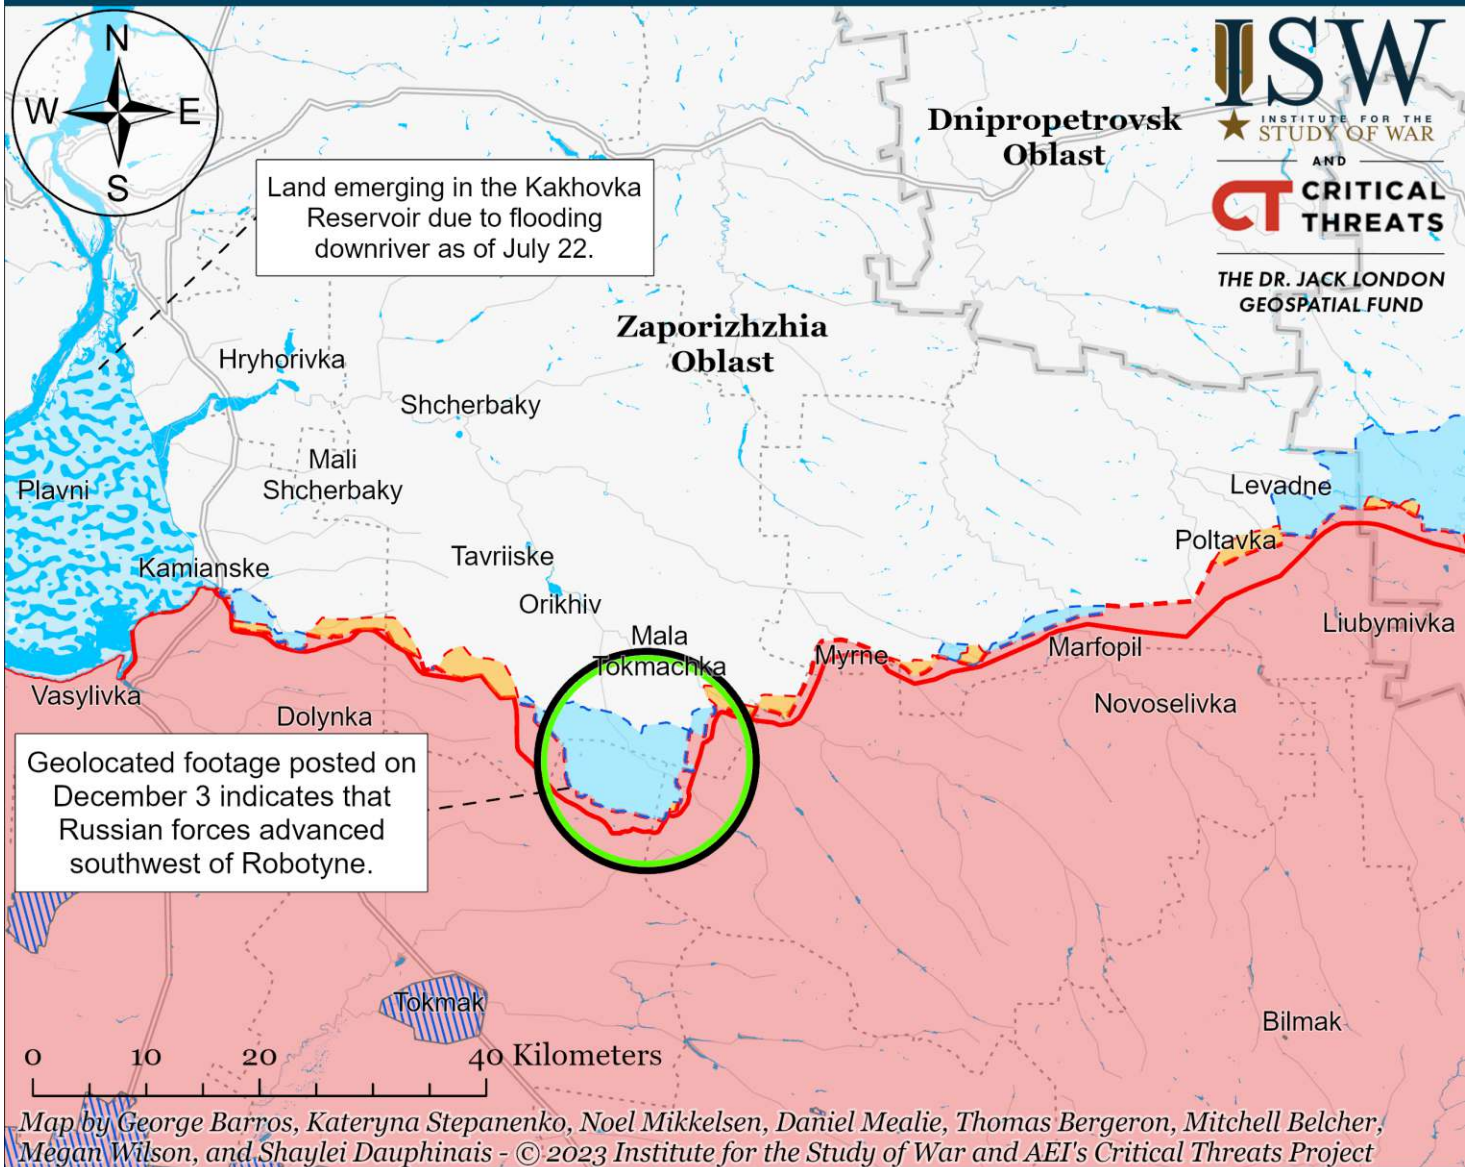 N
W E
S
ISW
INSTITUTE FOR THE
STUDY OF WAR
AND
CT CRITICAL
THREATS
THE DR. JACK LONDON
GEOSPATIAL FUND
Dnipropetrovsk
Oblast
Land emerging in the Kakhovka
Reservoir due to flooding
downriver as of July 22.
Zaporizhzhia
Oblast
Hryhorivka
Shcherbaky
Mali
Shcherbaky
Plavni
Levadne
Poltavka
Tavriiske
Kamianske
Orikhiv
Liubymivka
Mala
Tokmachka
Myrne
Marfopil
Vasylivka
Dolynka
Novoselivka
Geolocated footage posted on
December 3 indicates that
Russian forces advanced
southwest of Robotyne.
Tokmak
Bilmak
0 10 20 40 Kilometers
Map by George Barros, Kateryna Stepanenko, Noel Mikkelsen, Daniel Mealie, Thomas Bergeron, Mitchell Belcher,
Megan Wilson, and Shaylei Dauphinais - © 2023 Institute for the Study of War and AEI's Critical Threats Project